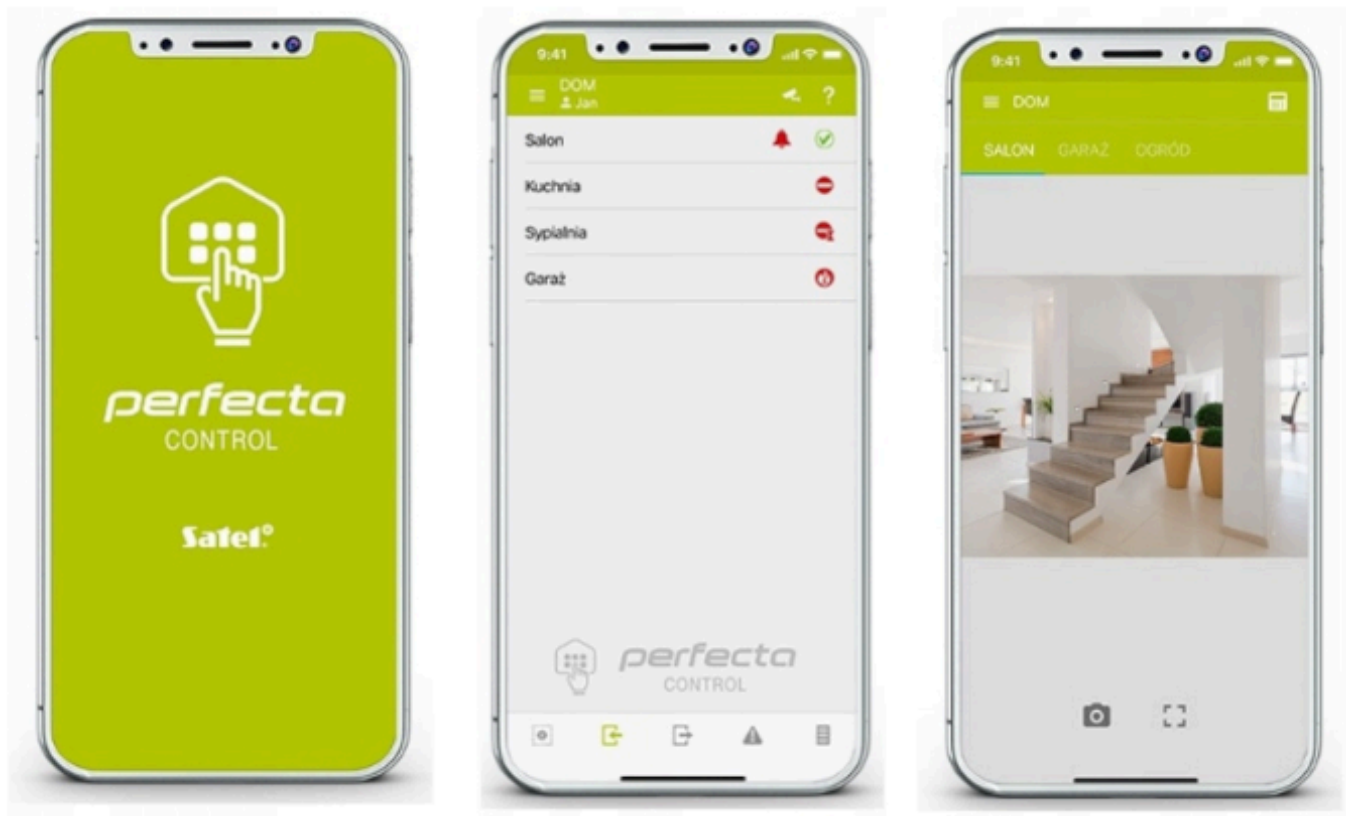 perfecta
CONTROL
Satel
9:41
DOM
Jan
?
Salon
Kuchnia
Sypialnia
Garaż
perfecta
CONTROL
9:41
DOM
SALON GARAŻ OGRÓD